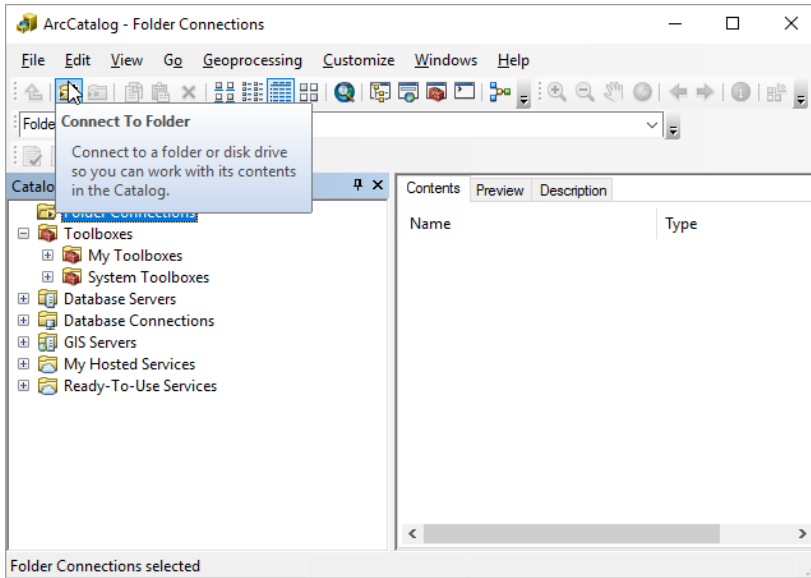 ArcCatalog - Folder Connections
File Edit View Go Geoprocessing Customize Windows Help
Folde
Connect To Folder
Connect to a folder or disk drive
so you can work with its contents
in the Catalog.
Catalo
Contents Preview Description
Name Type
Folder Connections
Toolboxes
My Toolboxes
System Toolboxes
Database Servers
Database Connections
GIS Servers
My Hosted Services
Ready-To-Use Services
Folder Connections selected